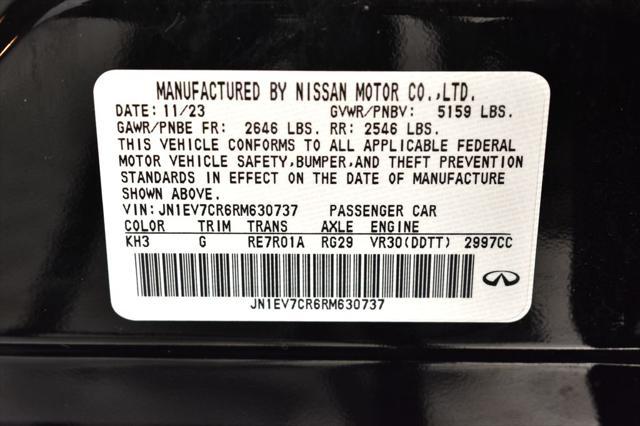 MANUFACTURED BY NISSAN MOTOR CO.,LTD.
DATE: 11/23 GVWR/PNBV: 5159 LBS.
GAWR/PNBE FR: 2646 LBS. RR: 2546 LBS.
THIS VEHICLE CONFORMS TO ALL APPLICABLE FEDERAL
MOTOR VEHICLE SAFETY,BUMPER,AND THEFT PREVENTION
STANDARDS IN EFFECT ON THE DATE OF MANUFACTURE
SHOWN ABOVE.
VIN: JN1EV7CR6RM630737 PASSENGER CAR
COLOR TRIM TRANS AXLE ENGINE
KH3 G RE7R01A RG29 VR30(DDTT) 2997CC
JN1EV7CR6RM630737